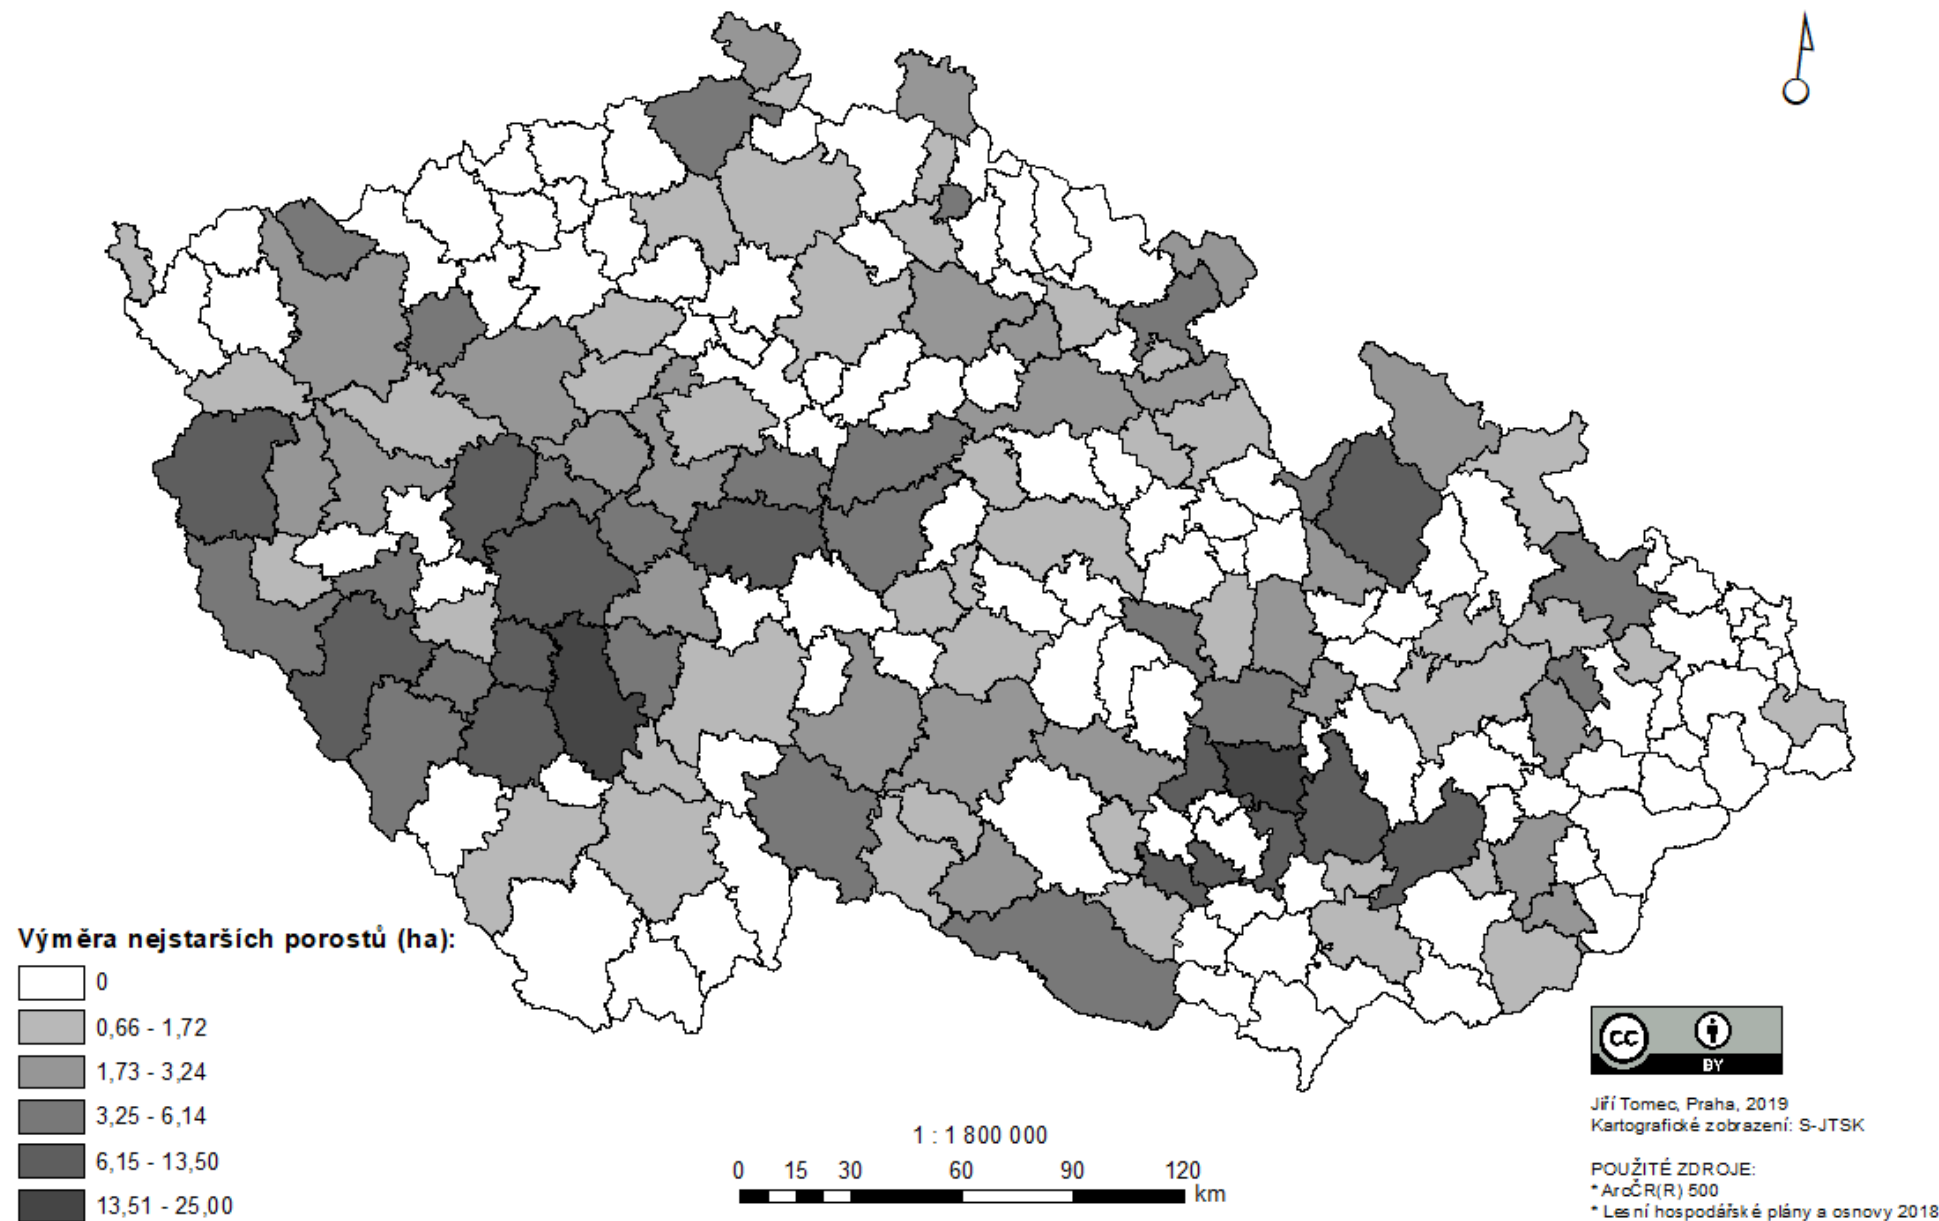 Výměra nejstarších porostů (ha):
0
0,66 - 1,72
1,73 - 3,24
3,25 - 6,14
6,15 - 13,50
13,51 - 25,00
1 : 1 800 000
0 15 30 60 90 120
km
cc
BY
Jiří Tomec, Praha, 2019
Kartografické zobrazení: S-JTSK
POUŽITÉ ZDROJE:
* ArcČR(R) 500
* Lesní hospodářské plány a osnovy 2018